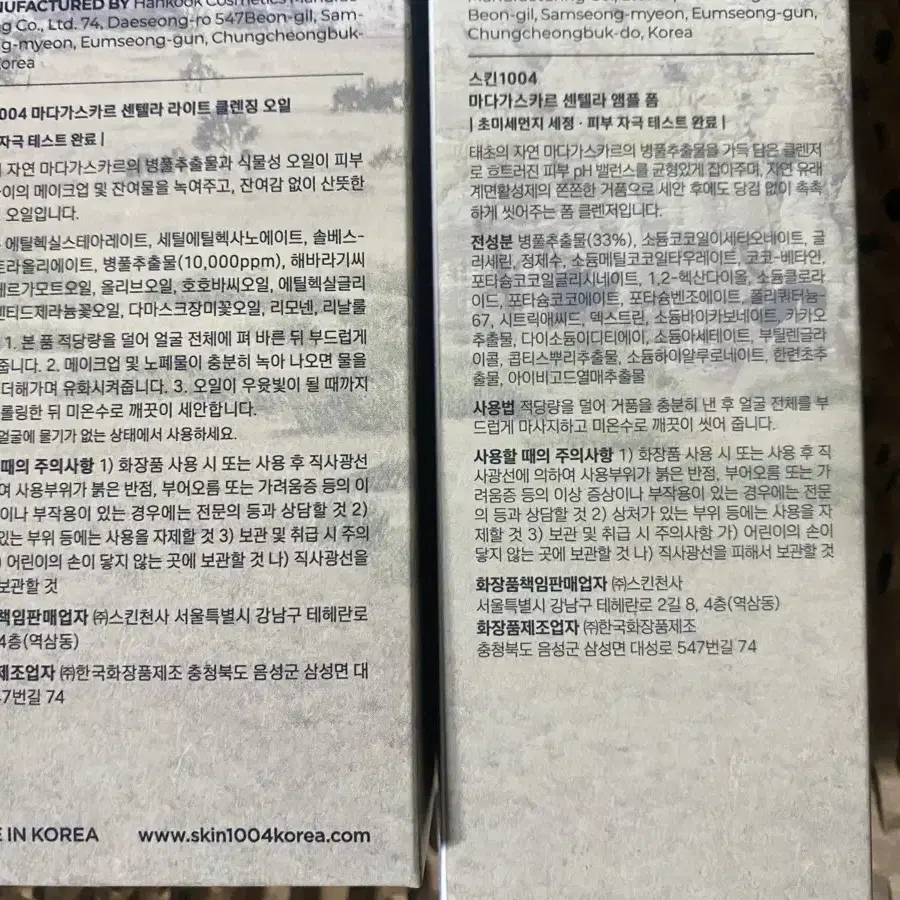 NUFACTURED BY Hankook Cosmetics Manufac-
ng Co., Ltd. 74, Daeseong-ro 547Beon-gil, Sam-
g-myeon, Eumseong-gun, Chungcheongbuk-
orea
1004 마다가스카르 센텔라 라이트 클렌징 오일
자극 테스트 완료 |
자연 마다가스카르의 병풀추출물과 식물성 오일이 피부
이의 메이크업 및 잔여물을 녹여주고, 잔여감 없이 산뜻한
오일입니다.
에틸헥실스테아레이트, 세틸에틸헥사노에이트, 솔베스-
트라올리에이트, 병풀추출물(10,000ppm), 해바라기씨
베르가모트오일, 올리브오일, 호호바씨오일, 에틸헥실글리
센티드제라늄꽃오일, 다마스크장미꽃오일, 리모넨, 리날룰
1. 본 품 적당량을 덜어 얼굴 전체에 펴 바른 뒤 부드럽게
줍니다. 2. 메이크업 및 노폐물이 충분히 녹아 나오면 물을
더해가며 유화시켜줍니다. 3. 오일이 우윳빛이 될 때까지
롤링한 뒤 미온수로 깨끗이 세안합니다.
얼굴에 물기가 없는 상태에서 사용하세요.
때의 주의사항 1) 화장품 사용 시 또는 사용 후 직사광선
여 사용부위가 붉은 반점, 부어오름 또는 가려움증 등의 이
이나 부작용이 있는 경우에는 전문의 등과 상담할 것 2)
있는 부위 등에는 사용을 자제할 것 3) 보관 및 취급 시 주의
) 어린이의 손이 닿지 않는 곳에 보관할 것 나) 직사광선을
보관할 것
책임판매업자 ㈜스킨천사 서울특별시 강남구 테헤란로
4층(역삼동)
제조업자 ㈜한국화장품제조 충청북도 음성군 삼성면 대
47번길 74
E IN KOREA www.skin1004korea.com
Beon-gil, Samseong-myeon, Eumseong-gun,
Chungcheongbuk-do, Korea
스킨1004
마다가스카르 센텔라 앰플 폼
| 초미세먼지 세정 · 피부 자극 테스트 완료 |
태초의 자연 마다가스카르의 병풀추출물을 가득 담은 클렌저
로 흐트러진 피부 pH 밸런스를 균형있게 잡아주며, 자연 유래
계면활성제의 쫀쫀한 거품으로 세안 후에도 당김 없이 촉촉
하게 씻어주는 폼 클렌저입니다.
전성분 병풀추출물(33%), 소듐코코일이세티오네이트, 글
리세린, 정제수, 소듐메틸코코일타우레이트, 코코-베타인,
포타슘코코일글리시네이트, 1,2-헥산다이올, 소듐클로라
이드, 포타슘코코에이트, 포타슘벤조에이트, 폴리쿼터늄-
67, 시트릭애씨드, 덱스트린, 소듐바이카보네이트, 카카오
추출물, 다이소듐이디티에이, 소듐아세테이트, 부틸렌글라
이콜, 콥티스뿌리추출물, 소듐하이알루로네이트, 한련초추
출물, 아이비고드열매추출물
사용법 적당량을 덜어 거품을 충분히 낸 후 얼굴 전체를 부
드럽게 마사지하고 미온수로 깨끗이 씻어 줍니다.
사용할 때의 주의사항 1) 화장품 사용 시 또는 사용 후 직
사광선에 의하여 사용부위가 붉은 반점, 부어오름 또는 가
려움증 등의 이상 증상이나 부작용이 있는 경우에는 전문
의 등과 상담할 것 2) 상처가 있는 부위 등에는 사용을 자
제할 것 3) 보관 및 취급 시 주의사항 가) 어린이의 손이
닿지 않는 곳에 보관할 것 나) 직사광선을 피해서 보관할 것
화장품책임판매업자 ㈜스킨천사
서울특별시 강남구 테헤란로 2길 8, 4층(역삼동)
화장품제조업자 ㈜한국화장품제조
충청북도 음성군 삼성면 대성로 547번길 74